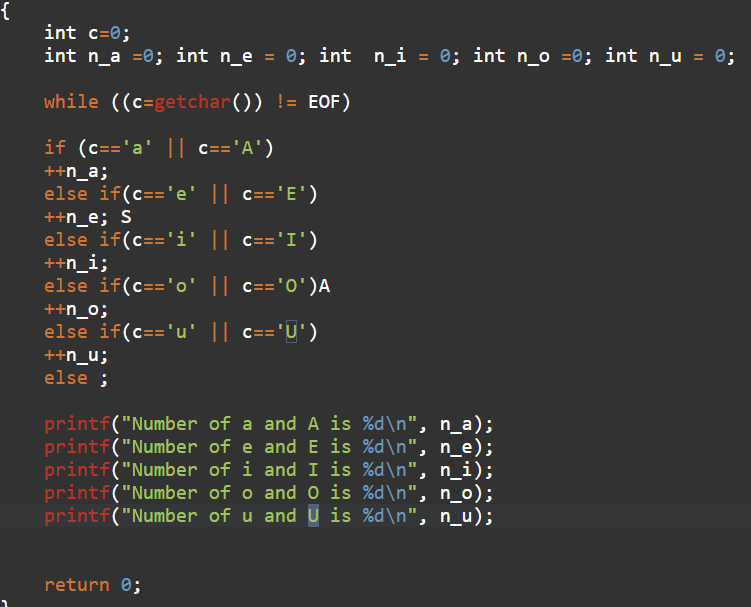 {
int c=0;
int n_a =0; int n_e = 0; int  n_i = 0; int n_o =0; int n_u = 0;
while ((c=getchar()) != EOF)
if (c=='a' || c=='A')
++n_a;
else if(c=='e' || c=='E')
++n_e; S
else if(c=='i' || c=='I')
++n_i;
else if(c=='o' || c=='O')A
++n_o;
else if(c=='u' || c=='U')
++n_u;
else ;
printf("Number of a and A is %d\n", n_a);
printf("Number of e and E is %d\n", n_e);
printf("Number of i and I is %d\n", n_i);
printf("Number of o and O is %d\n", n_o);
printf("Number of u and U is %d\n", n_u);
return 0;
}